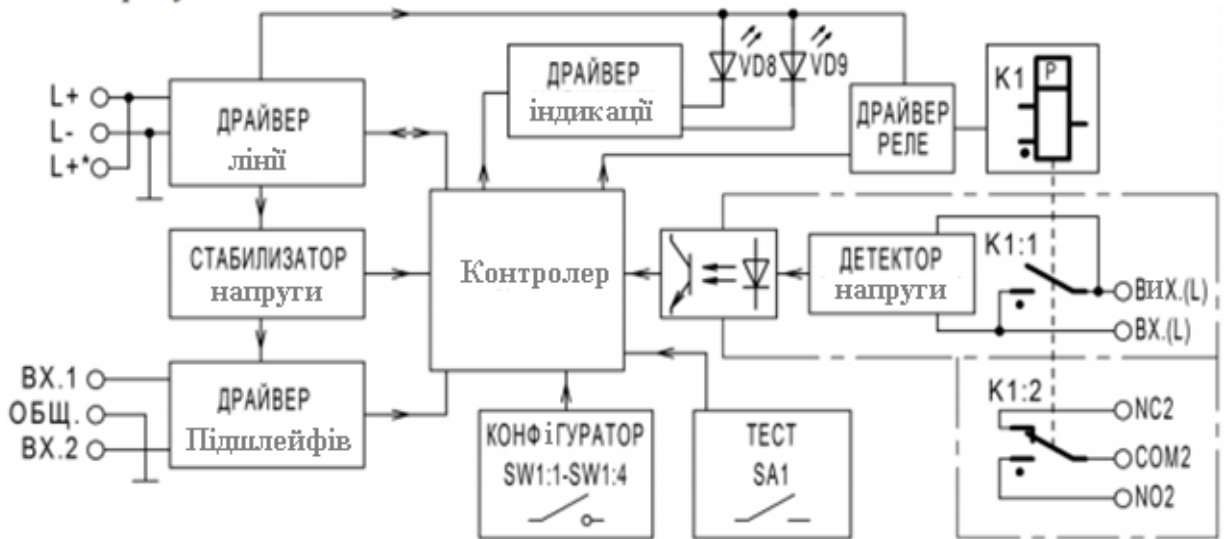 VD8
VD9
ДРАЙВЕР
індикації
K1
P
L+
L-
L+*
ДРАЙВЕР
лінії
ДРАЙВЕР
РЕЛЕ
СТАБИЛИЗАТОР
напруги
Контролер
ДЕТЕКТОР
напруги
K1:1
ВиХ.(L)
ВХ.(L)
ВХ.1
ОБЩ.
ВХ.2
ДРАЙВЕР
Підшлейфів
КОНФіГУРАТОР
SW1:1-SW1:4
ТЕСТ
SA1
K1:2
NC2
COM2
NO2